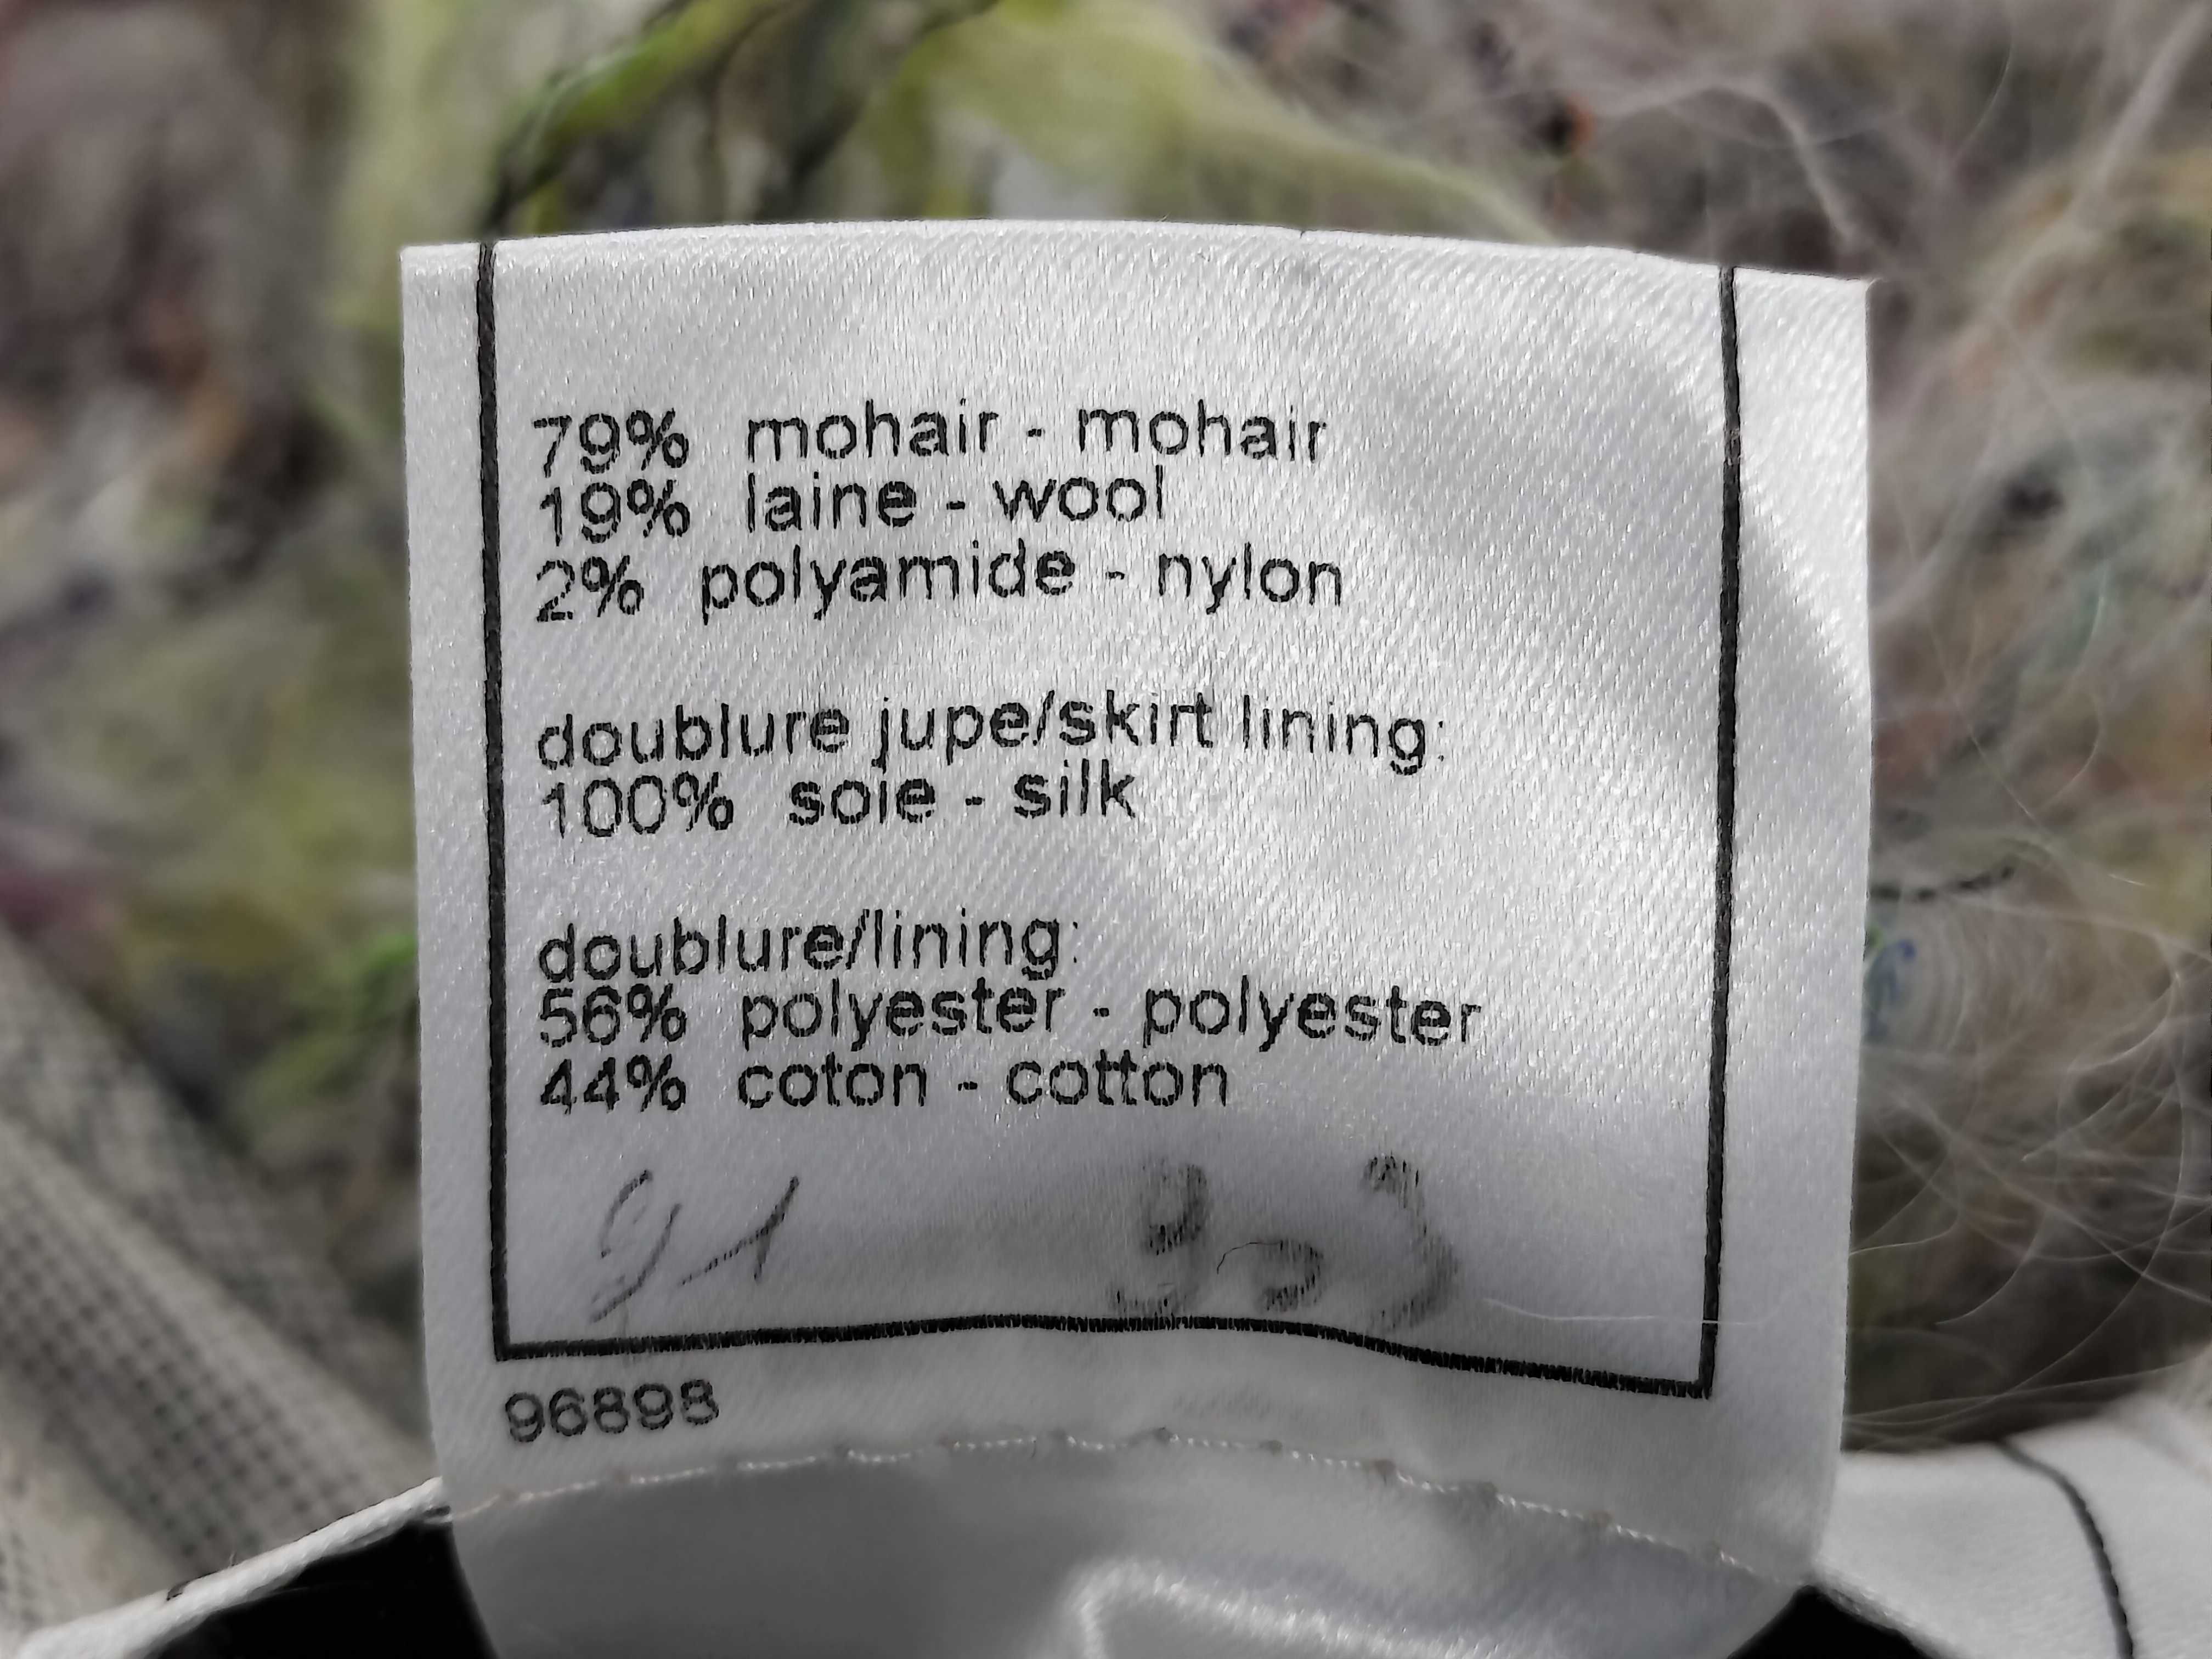 79% mohair - mohair
19% laine - wool
2% polyamide - nylon
doublure jupe/skirt lining:
100% soie - silk
doublure/lining:
56% polyester - polyester
44% coton - cotton
91
96898